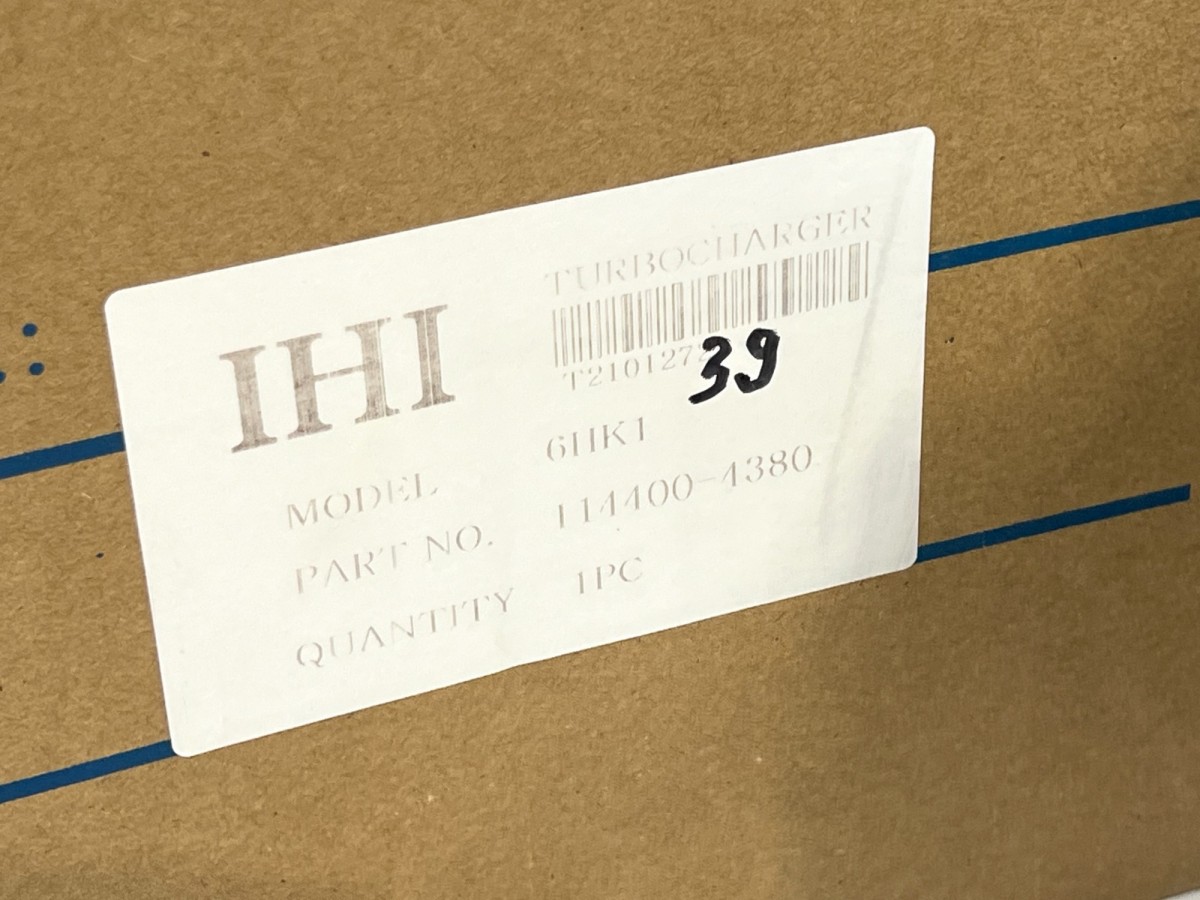 IHI
TURBOCHARGER
39
MODEL 6HK1
PART NO. 114400-4380
QUANTITY 1PC